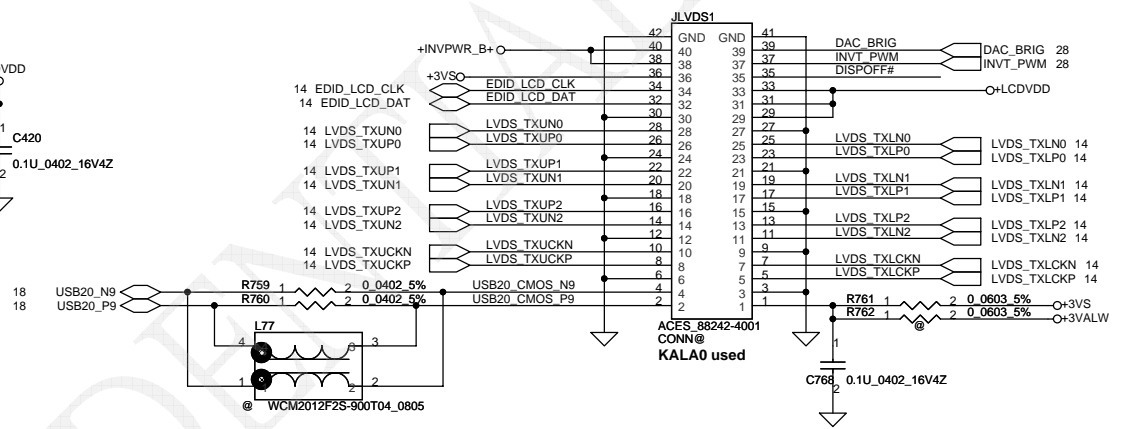 JLVDS1
42 GND GND 41
+INVPWR_B+ 40 40 39 39 DAC_BRIG DAC_BRIG 28
38 38 37 37 INVT_PWM INVT_PWM 28
+3VS 36 36 35 35 DISPOFF#
14 EDID_LCD_CLK EDID_LCD_CLK 34 34 33 33 +LCDVDD
14 EDID_LCD_DAT EDID_LCD_DAT 32 32 31 31
30 30 29 29
14 LVDS_TXUN0 LVDS_TXUN0 28 28 27 27
14 LVDS_TXUP0 LVDS_TXUP0 26 26 25 25 LVDS_TXLN0 LVDS_TXLN0 14
24 24 23 23 LVDS_TXLP0 LVDS_TXLP0 14
14 LVDS_TXUP1 LVDS_TXUP1 22 22 21 21
14 LVDS_TXUN1 LVDS_TXUN1 20 20 19 19 LVDS_TXLN1 LVDS_TXLN1 14
18 18 17 17 LVDS_TXLP1 LVDS_TXLP1 14
14 LVDS_TXUP2 LVDS_TXUP2 16 16 15 15
14 LVDS_TXUN2 LVDS_TXUN2 14 14 13 13 LVDS_TXLP2 LVDS_TXLP2 14
12 12 11 11 LVDS_TXLN2 LVDS_TXLN2 14
14 LVDS_TXUCKN LVDS_TXUCKN 10 10 9 9
14 LVDS_TXUCKP LVDS_TXUCKP 8 8 7 7 LVDS_TXLCKN LVDS_TXLCKN 14
6 6 5 5 LVDS_TXLCKP LVDS_TXLCKP 14
18 USB20_N9 R759 1 2 0_0402_5% USB20_CMOS_N9 4 4 3 3
18 USB20_P9 R760 1 2 0_0402_5% USB20_CMOS_P9 2 2 1 1 R761 1 2 0_0603_5% +3VS
R762 1 2 0_0603_5% +3VALW
@
ACES_88242-4001
CONN@
KALA0 used
L77
4 3 3
1 2 2
@ WCM2012F2S-900T04_0805
1
C768 0.1U_0402_16V4Z
2
1
C420
0.1U_0402_16V4Z
2